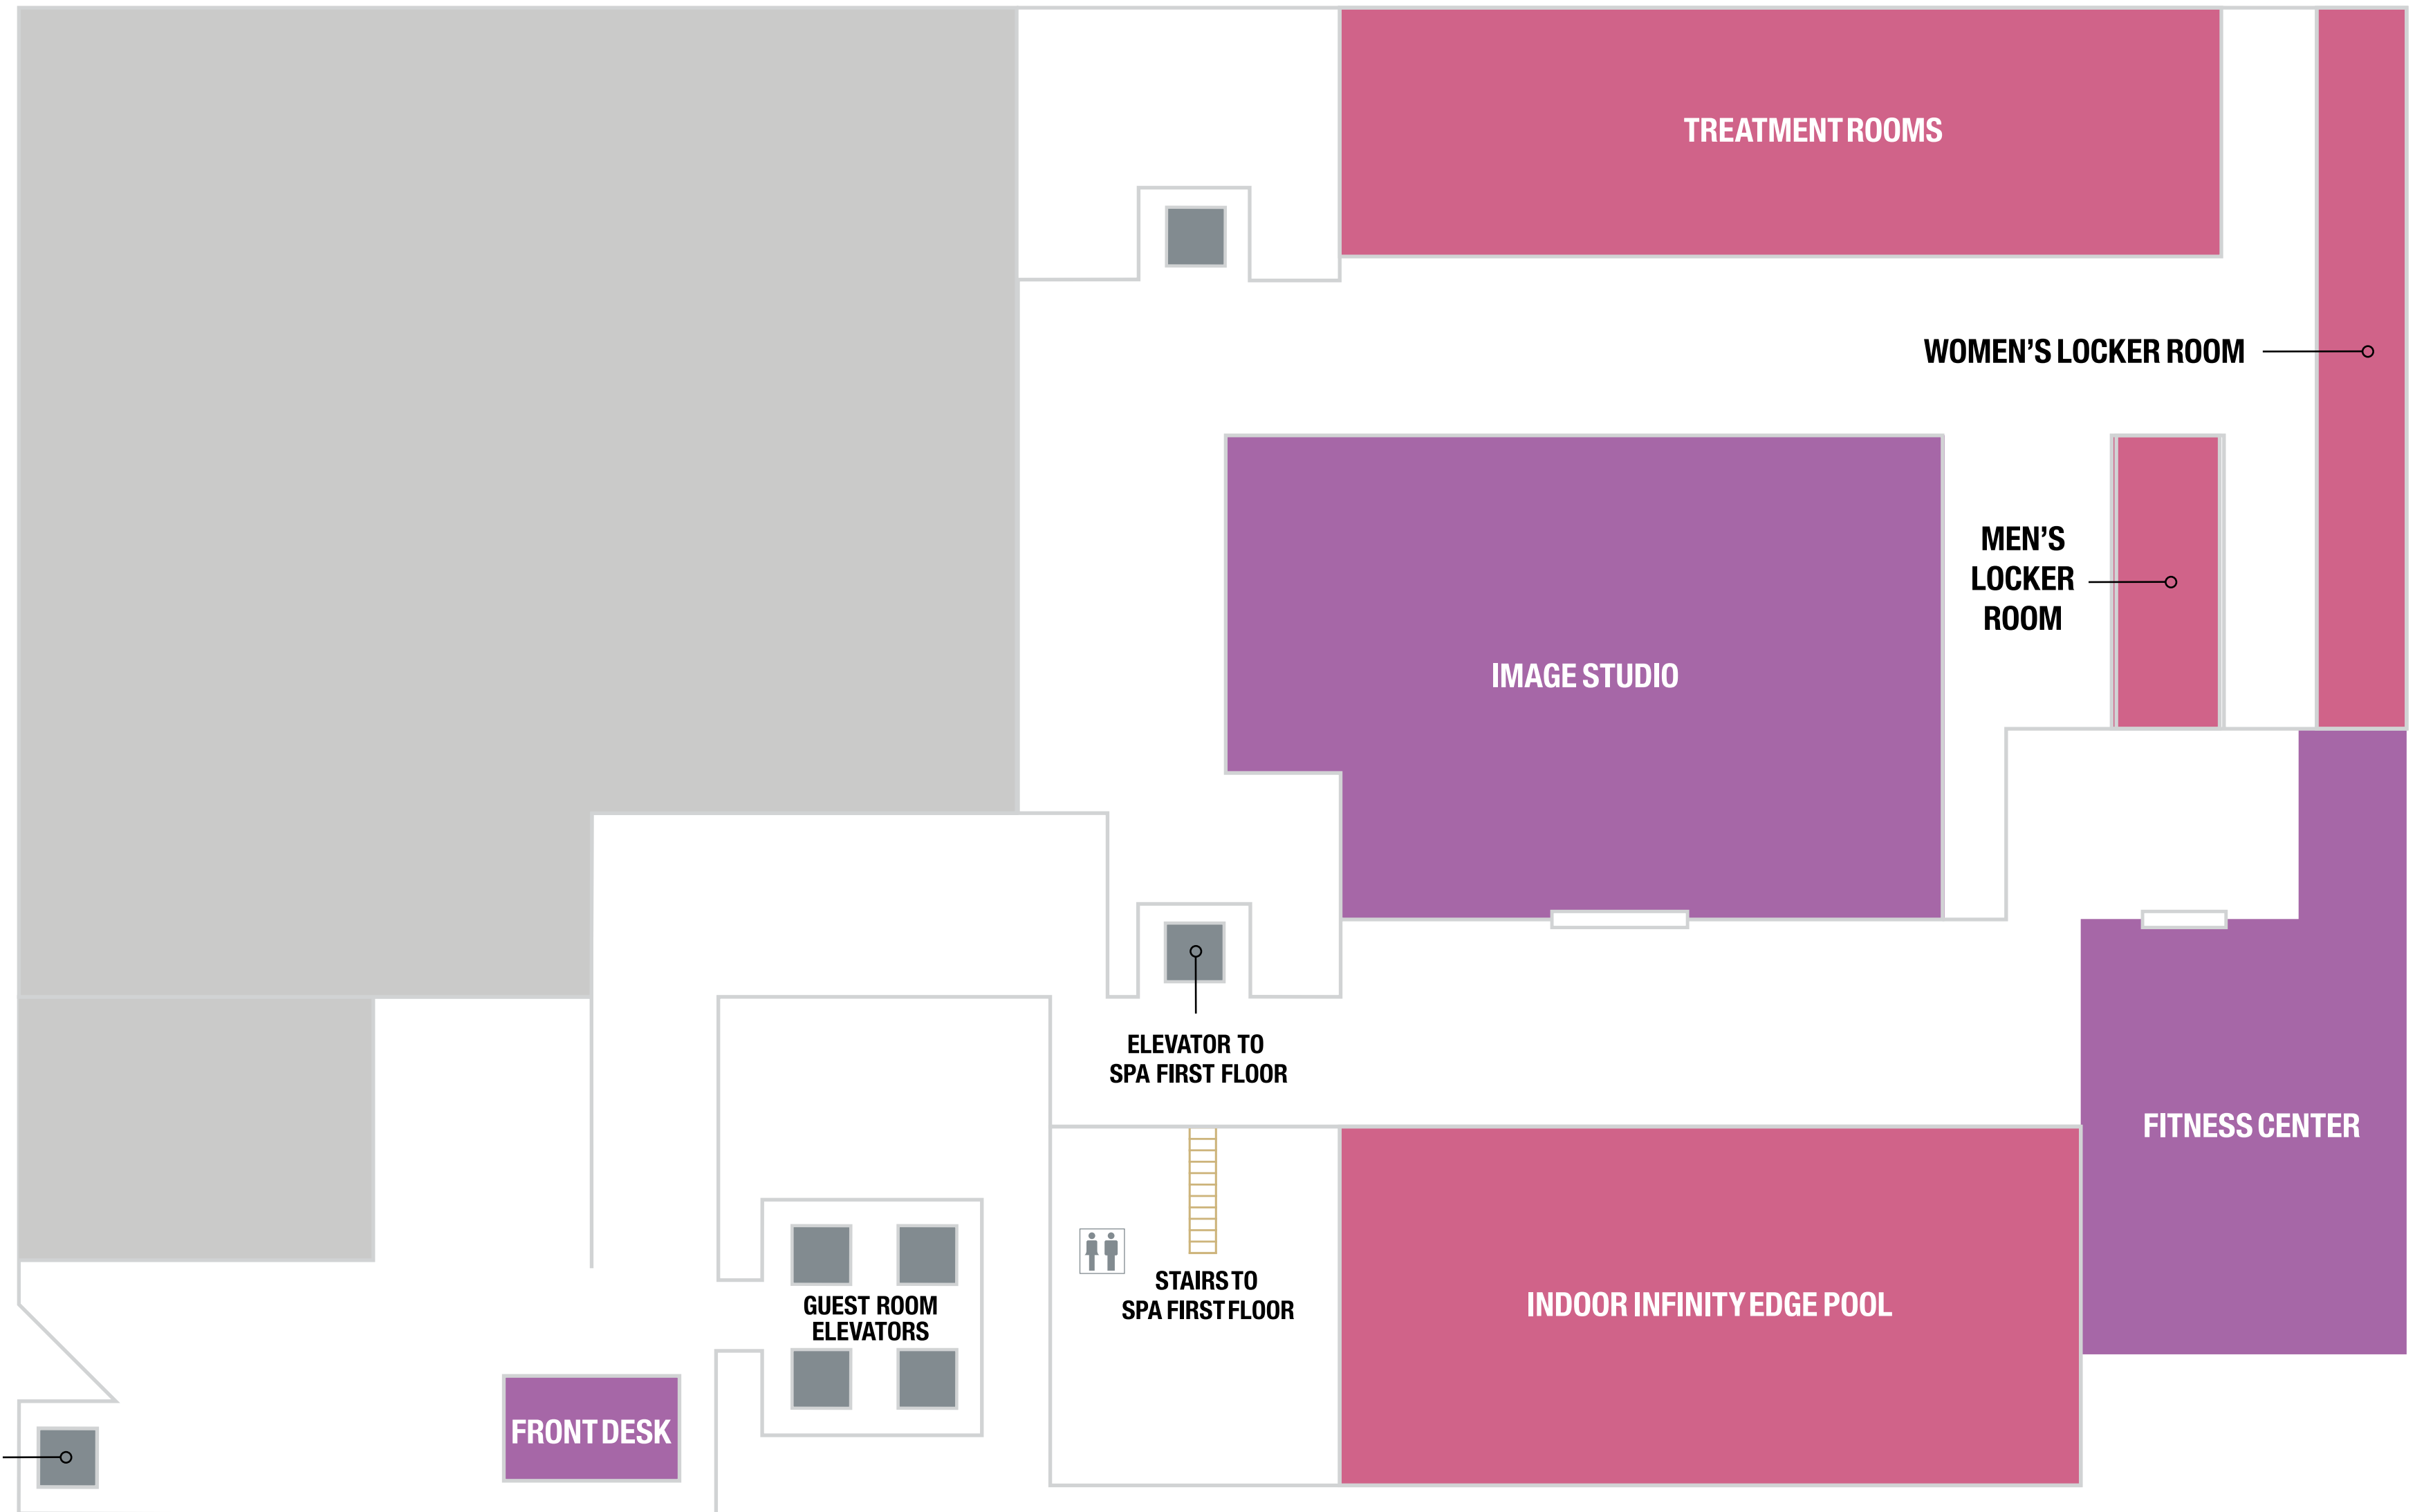 TREATMENT ROOMS
WOMEN’S LOCKER ROOM
MEN’S
LOCKER
ROOM
IMAGE STUDIO
ELEVATOR TO
SPA FIRST FLOOR
FITNESS CENTER
STAIRS TO
SPA FIRST FLOOR
GUEST ROOM
ELEVATORS
INDOOR INFINITY EDGE POOL
FRONT DESK